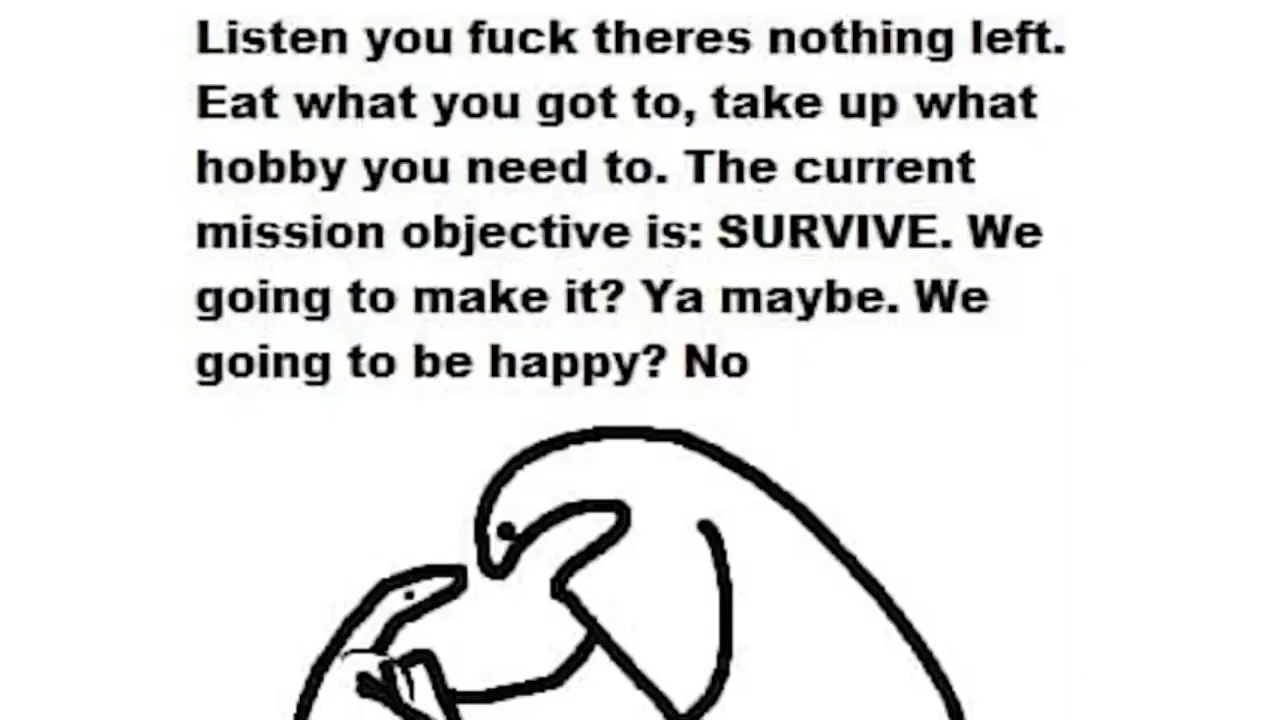 Listen you fuck theres nothing left.
Eat what you got to, take up what
hobby you need to. The current
mission objective is: SURVIVE. We
going to make it? Ya maybe. We
going to be happy? No